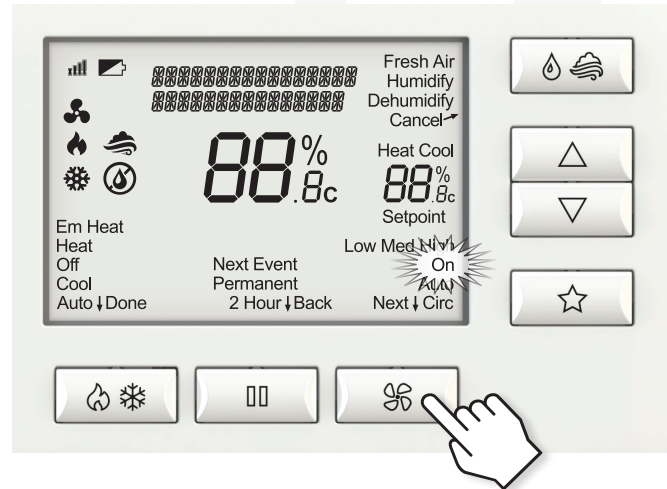 Fresh Air
Humidify
Dehumidify
Cancel
88.8c %
Heat Cool
88.8c %
Setpoint
Em Heat
Heat
Off
Cool
Auto↓Done
Next Event
Permanent
2 Hour↓Back
Low Med High
On
Auto
Next↓Circ